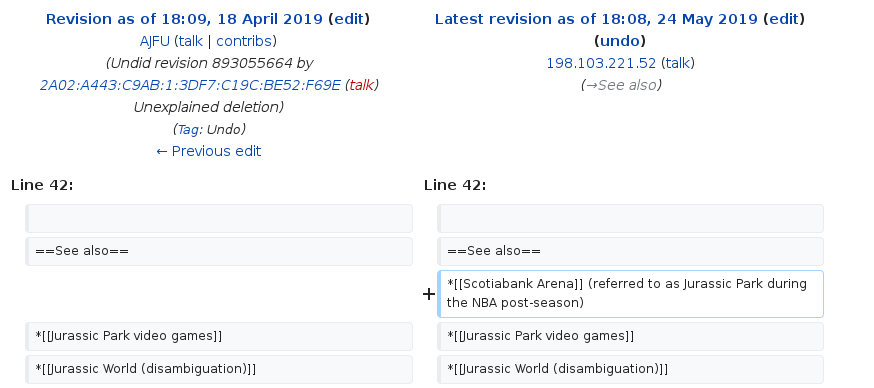 Revision as of 18:09, 18 April 2019 (edit)
AJFU (talk | contribs)
(Undid revision 893055664 by
2A02:A443:C9AB:1:3DF7:C19C:BE52:F69E (talk)
Unexplained deletion)
(Tag: Undo)
← Previous edit
Latest revision as of 18:08, 24 May 2019 (edit)
(undo)
198.103.221.52 (talk)
(→See also)
Line 42:
Line 42:
==See also==
==See also==
+
*[[Scotiabank Arena]] (referred to as Jurassic Park during
the NBA post-season)
*[[Jurassic Park video games]]
*[[Jurassic Park video games]]
*[[Jurassic World (disambiguation)]]
*[[Jurassic World (disambiguation)]]